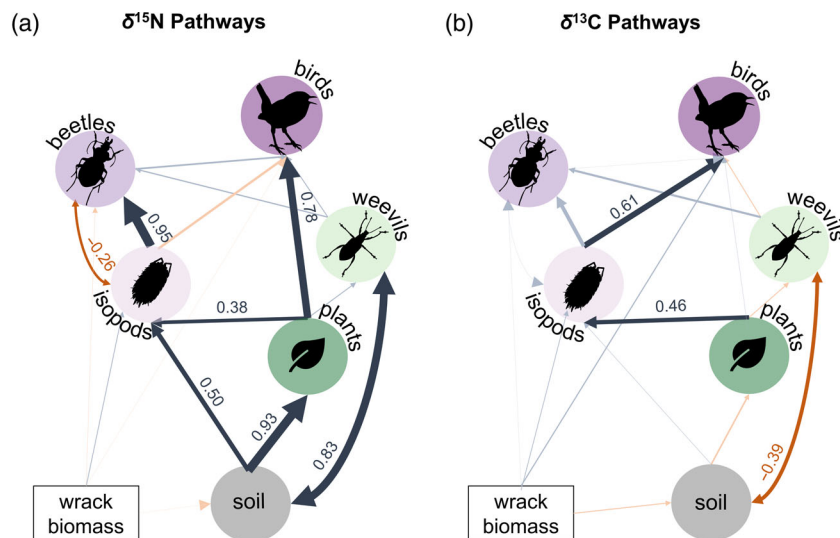 (a)
δ¹⁵N Pathways
birds
beetles
weevils
0.78
0.95
−0.26
isopods
0.38
plants
0.50
0.93
0.83
wrack
biomass
soil
(b)
δ¹³C Pathways
birds
beetles
weevils
0.61
isopods
0.46
plants
−0.39
wrack
biomass
soil